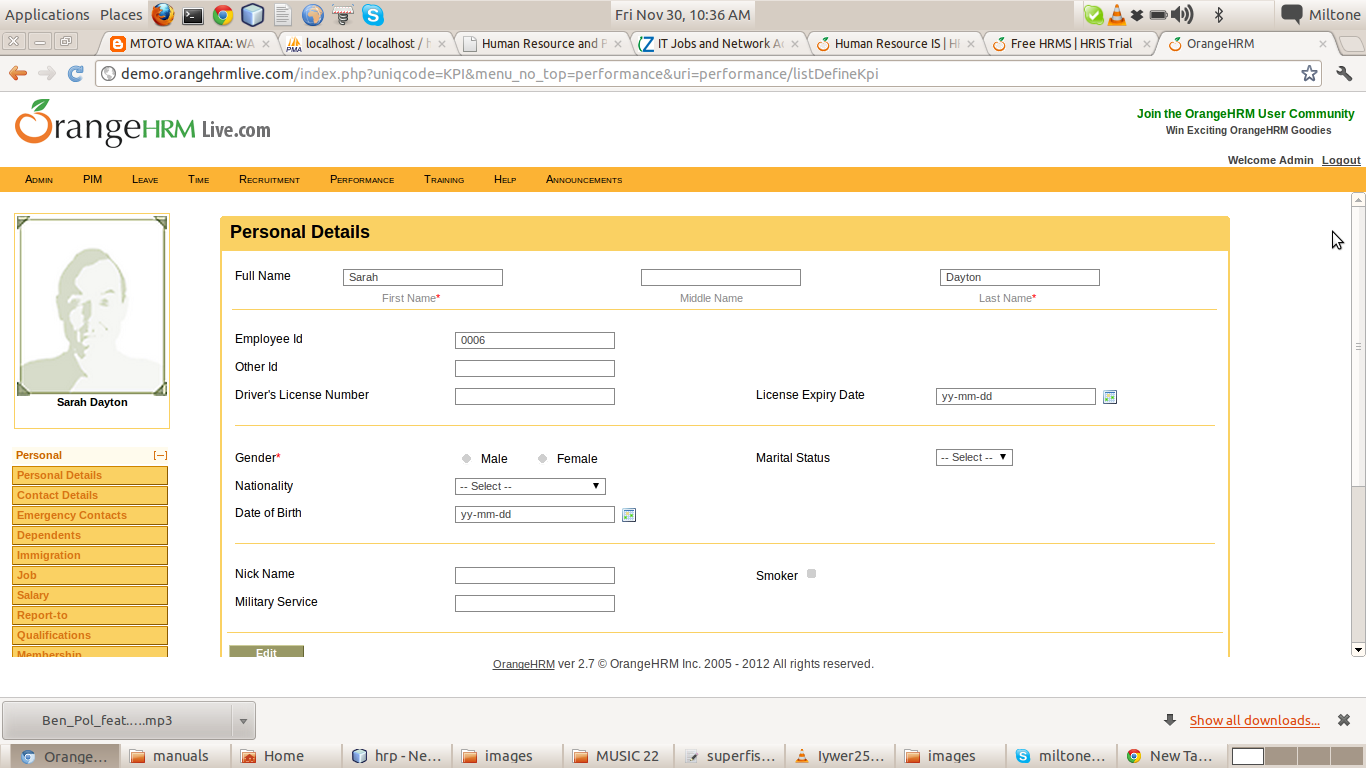 Applications Places Fri Nov 30, 10:36 AM Miltone
MTOTO WA KITAA: WA localhost / localhost / Human Resource and P IT Jobs and Network A Human Resource IS | Free HRMS | HRIS Trial OrangeHRM
demo.orangehrmlive.com/index.php?uniqcode=KPI&menu_no_top=performance&uri=performance/listDefineKpi
OrangeHRM Live.com
Join the OrangeHRM User Community
Win Exciting OrangeHRM Goodies
Welcome Admin Logout
Admin PIM Leave Time Recruitment Performance Training Help Announcements
Personal Details
Full Name Sarah Dayton
First Name* Middle Name Last Name*
Employee Id 0006
Other Id
Driver's License Number License Expiry Date yy-mm-dd
Sarah Dayton
Gender* Male Female Marital Status -- Select --
Nationality -- Select --
Date of Birth yy-mm-dd
Nick Name Smoker
Military Service
Edit
Personal [—]
Personal Details
Contact Details
Emergency Contacts
Dependents
Immigration
Job
Salary
Report-to
Qualifications
Membership
OrangeHRM ver 2.7 © OrangeHRM Inc. 2005 - 2012 All rights reserved.
Ben_Pol_feat.….mp3 Show all downloads...
Orange... manuals Home hrp - Ne... images MUSIC 22 superfis... Iywer25... images miltone... New Ta...